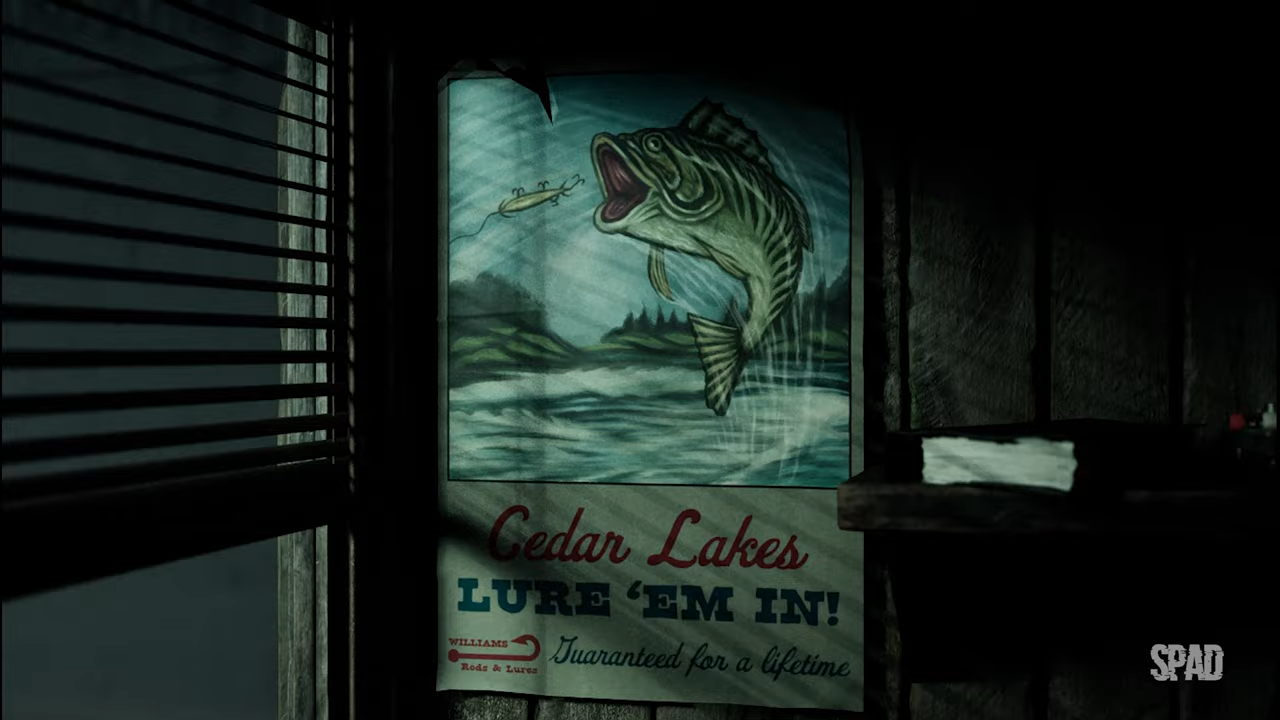 Cedar Lakes
LURE ‘EM IN!
WILLIAMS
Rods & Lures
Guaranteed for a lifetime
SPAD